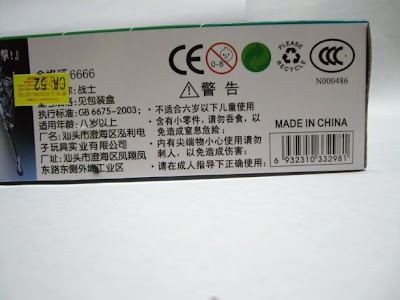 击！』
6666
称：战士
见包装盒
执行标准：GB 6675-2003；
适用年龄：八岁以上
厂名：汕头市澄海区泓利电
子玩具实业有限公司
厂址：汕头市澄海区凤翔凤
东路东侧外埔工业区
52
CE
0-3
PLEASE
RECYCLE
CCC
N000486
⚠警告
·不适合六岁以下儿童使用
·含有小零件，请勿吞食，以
免造成窒息危险；
·内有尖端物小心使用请勿
刺人，以免造成伤害；
·请在成人指导下正确使用；
MADE IN CHINA
6 932310 332981